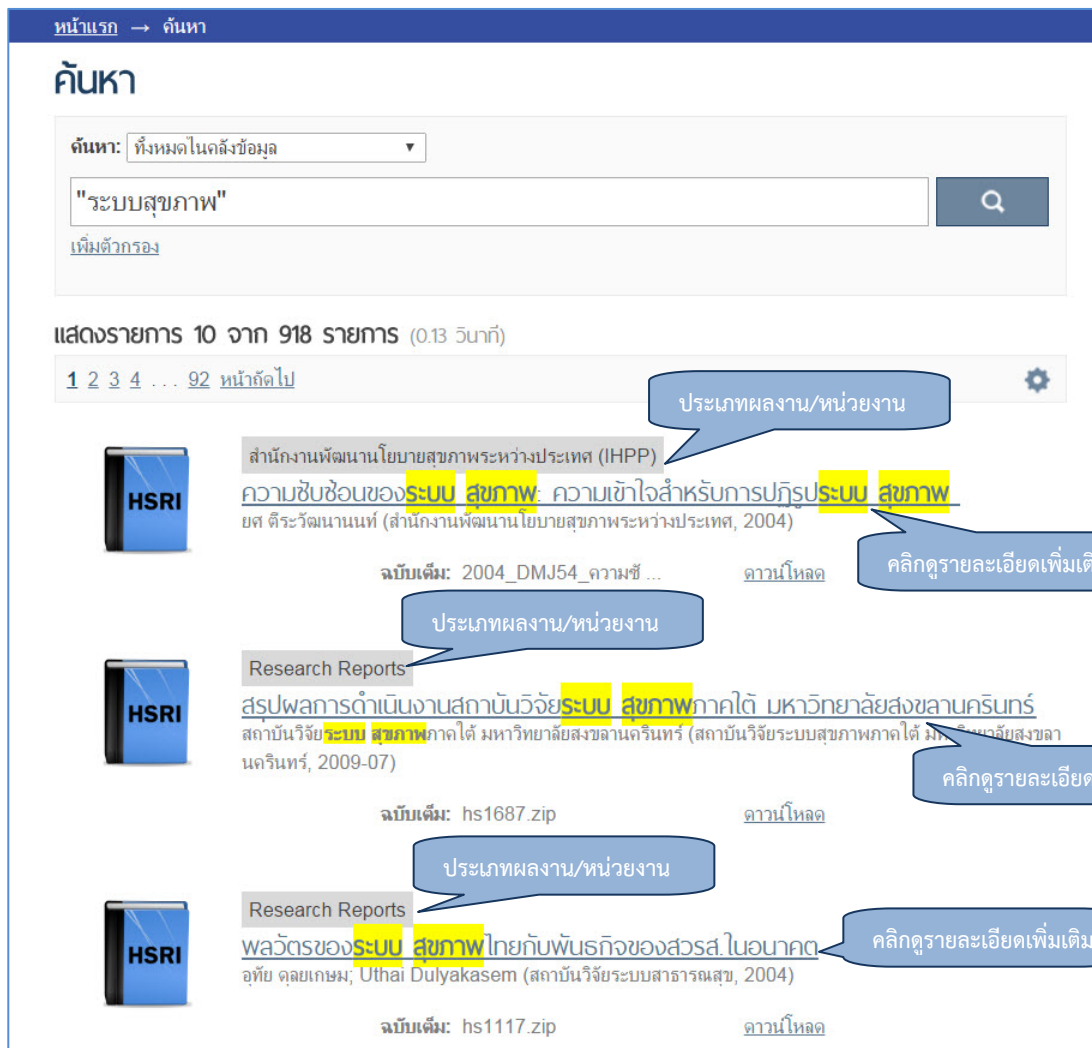 หน้าแรก → ค้นหา
ค้นหา
ค้นหา: ทั้งหมดในคลังข้อมูล
"ระบบสุขภาพ"
เพิ่มตัวกรอง
แสดงรายการ 10 จาก 918 รายการ (0.13 วินาที)
1 2 3 4 . . . 92 หน้าถัดไป
ประเภทผลงาน/หน่วยงาน
สำนักงานพัฒนานโยบายสุขภาพระหว่างประเทศ (IHPP)
HSRI
ความซับซ้อนของระบบ สุขภาพ: ความเข้าใจสำหรับการปฏิรูประบบ สุขภาพ
ยศ ตีระวัฒนานนท์ (สำนักงานพัฒนานโยบายสุขภาพระหว่างประเทศ, 2004)
คลิกดูรายละเอียดเพิ่มเติ
ฉบับเต็ม: 2004_DMJ54_ความซั ... ดาวน์โหลด
ประเภทผลงาน/หน่วยงาน
Research Reports
HSRI
สรุปผลการดำเนินงานสถาบันวิจัยระบบ สุขภาพภาคใต้ มหาวิทยาลัยสงขลานครินทร์
สถาบันวิจัยระบบ สุขภาพภาคใต้ มหาวิทยาลัยสงขลานครินทร์ (สถาบันวิจัยระบบสุขภาพภาคใต้ มหาวิทยาลัยสงขลา
นครินทร์, 2009-07)
คลิกดูรายละเอียด
ฉบับเต็ม: hs1687.zip ดาวน์โหลด
ประเภทผลงาน/หน่วยงาน
Research Reports
HSRI
พลวัตรของระบบ สุขภาพไทยกับพันธกิจของสวรส.ในอนาคต
คลิกดูรายละเอียดเพิ่มเติม
อุทัย ดุลยเกษม; Uthai Dulyakasem (สถาบันวิจัยระบบสาธารณสุข, 2004)
ฉบับเต็ม: hs1117.zip ดาวน์โหลด